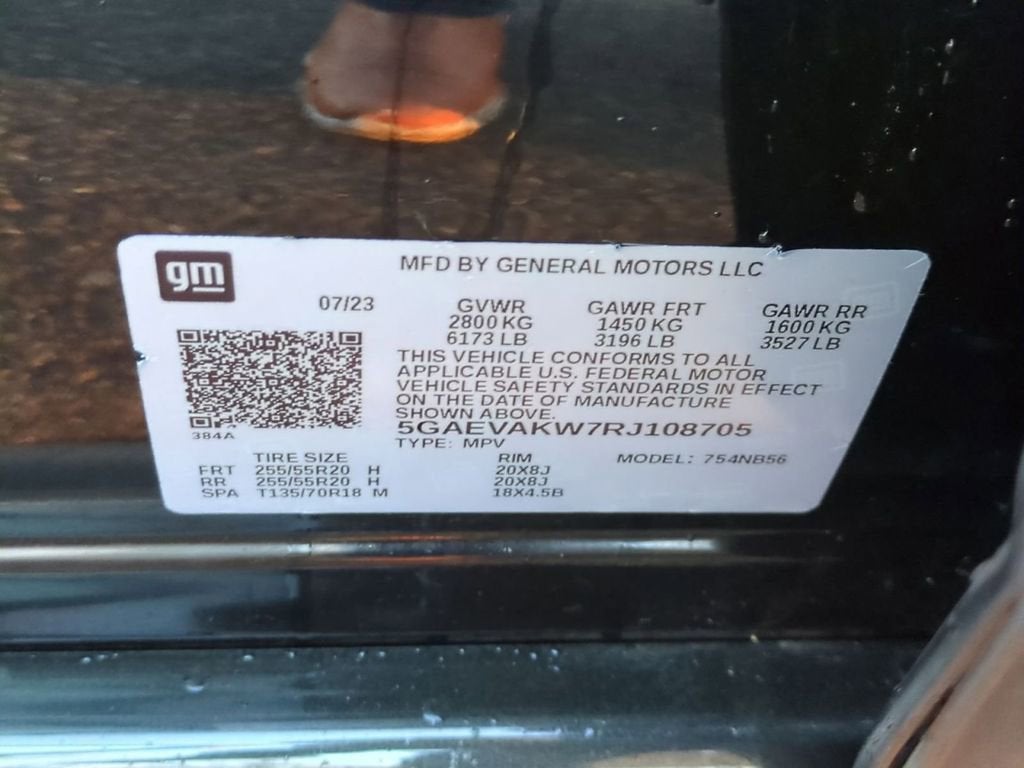 gm
MFD BY GENERAL MOTORS LLC
07/23 GVWR GAWR FRT GAWR RR
2800 KG 1450 KG 1600 KG
6173 LB 3196 LB 3527 LB
THIS VEHICLE CONFORMS TO ALL
APPLICABLE U.S. FEDERAL MOTOR
VEHICLE SAFETY STANDARDS IN EFFECT
ON THE DATE OF MANUFACTURE
SHOWN ABOVE.
5GAEVAKW7RJ108705
384A
TYPE: MPV
TIRE SIZE RIM MODEL: 754NB56
FRT 255/55R20 H 20X8J
RR 255/55R20 H 20X8J
SPA T135/70R18 M 18X4.5B